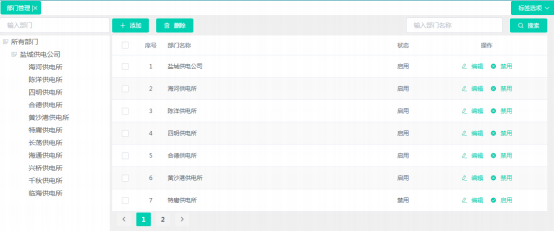 部门管理 |×
标签选项
输入部门
+ 添加
删除
输入部门名称
搜索
所有部门
盐城供电公司
海河供电所
陈洋供电所
四明供电所
合德供电所
黄沙港供电所
特庸供电所
长荡供电所
海通供电所
兴桥供电所
千秋供电所
临海供电所
序号 部门名称 状态 操作
1 盐城供电公司 启用 编辑 禁用
2 海河供电所 启用 编辑 禁用
3 陈洋供电所 启用 编辑 禁用
4 四明供电所 启用 编辑 禁用
5 合德供电所 启用 编辑 禁用
6 黄沙港供电所 启用 编辑 禁用
7 特庸供电所 禁用 编辑 启用
< 1 2 >